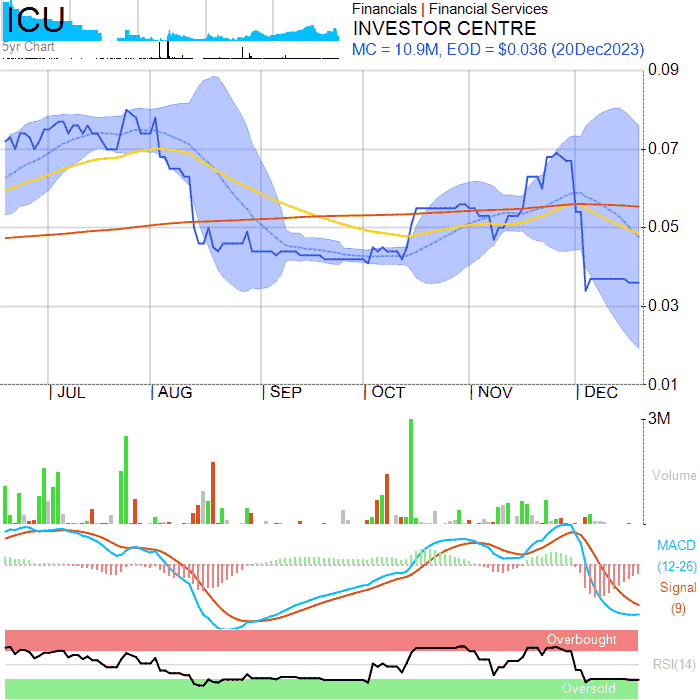 ICU
5yr Chart
Financials | Financial Services
INVESTOR CENTRE
MC = 10.9M, EOD = $0.036 (20Dec2023)
0.09
0.07
0.05
0.03
0.01
JUL
AUG
SEP
OCT
NOV
DEC
3M
Volume
MACD
(12-26)
Signal
(9)
Overbought
RSI(14)
Oversold